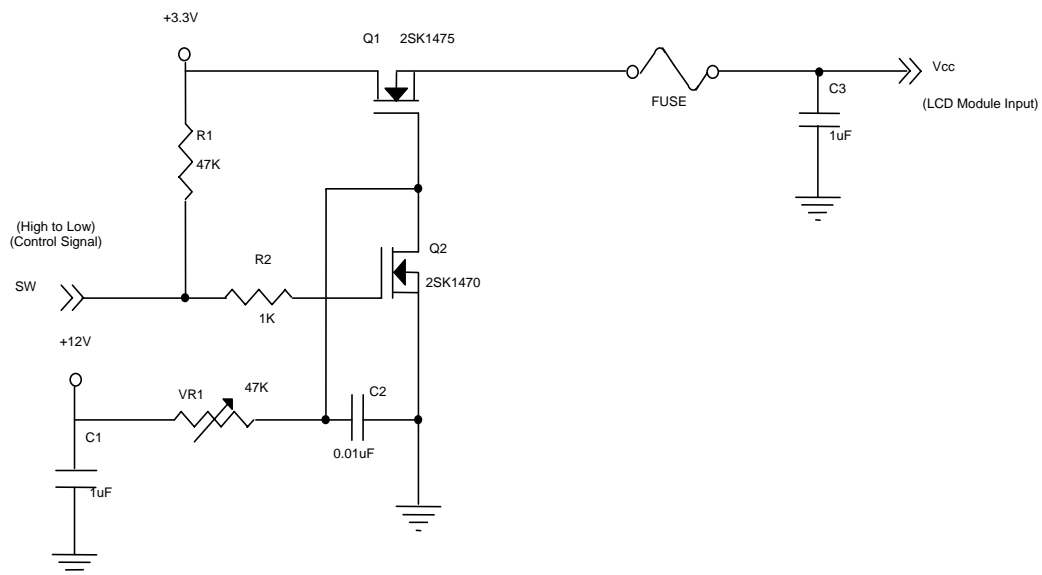 +3.3V
Q1 2SK1475
Vcc
FUSE
C3
(LCD Module Input)
R1
1uF
47K
(High to Low)
(Control Signal)
Q2
R2
SW
2SK1470
1K
+12V
VR1
47K
C2
C1
0.01uF
1uF